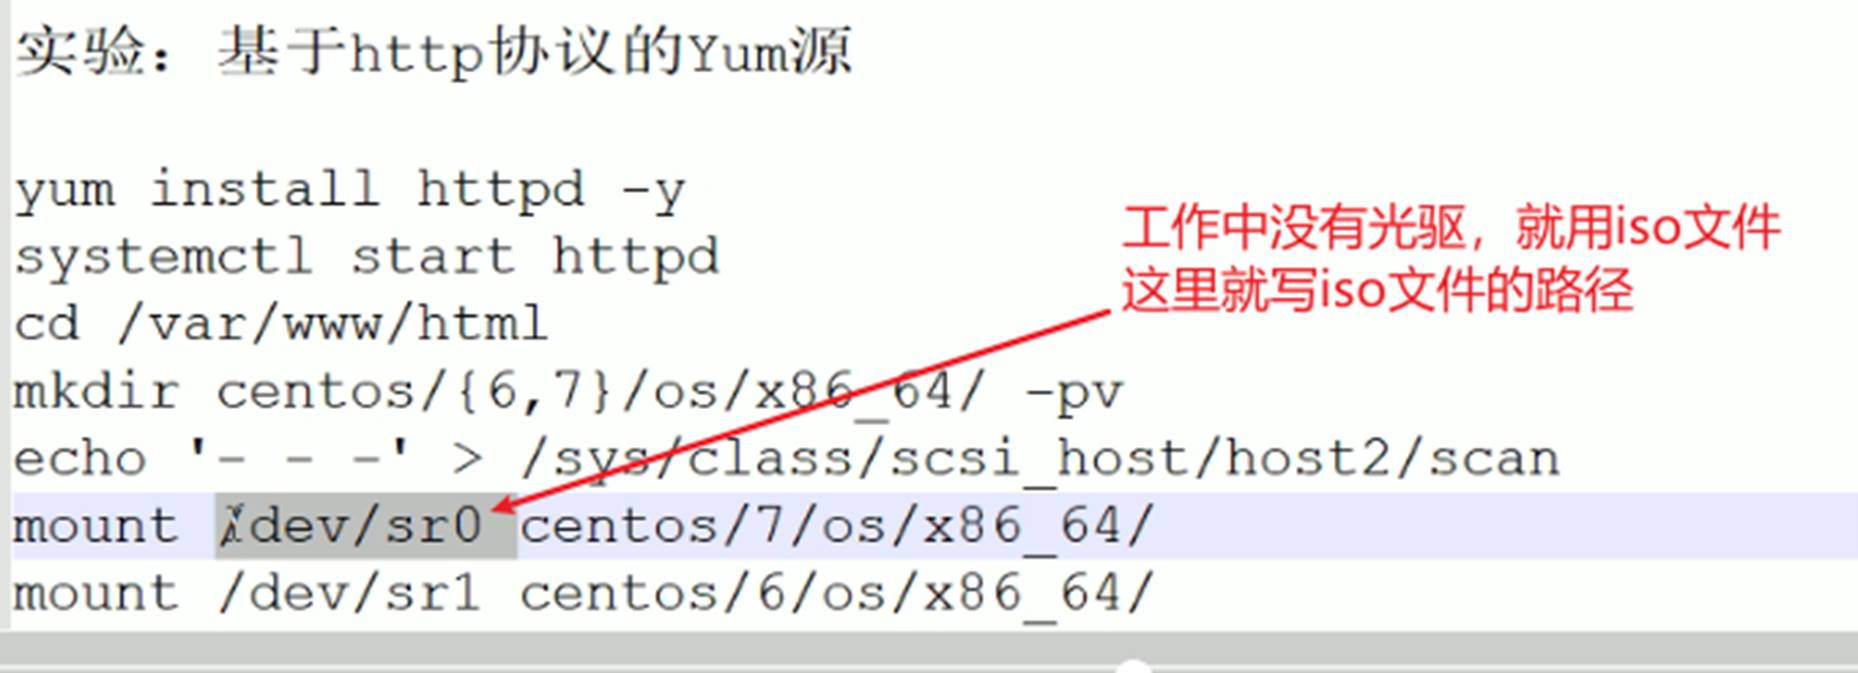 实验：基于http协议的Yum源
yum install httpd -y
systemctl start httpd
cd /var/www/html
mkdir centos/{6,7}/os/x86_64/ -pv
echo '- - -' > /sys/class/scsi_host/host2/scan
mount /dev/sr0 centos/7/os/x86_64/
mount /dev/sr1 centos/6/os/x86_64/
工作中没有光驱，就用iso文件
这里就写iso文件的路径